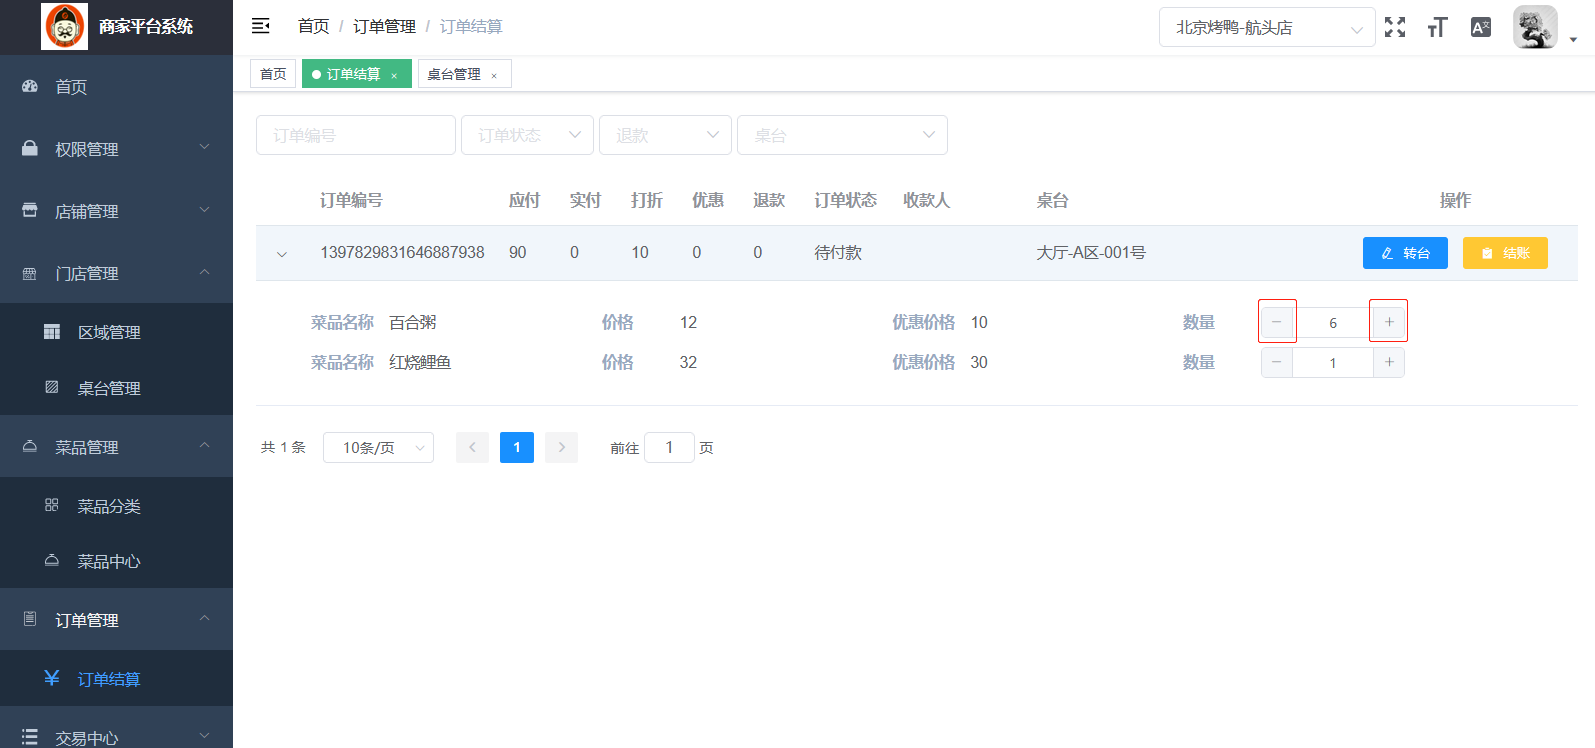 商家平台系统
首页 / 订单管理 / 订单结算
北京烤鸭-航头店
首页
订单结算 ×
桌台管理 ×
首页
权限管理
店铺管理
门店管理
区域管理
桌台管理
菜品管理
菜品分类
菜品中心
订单管理
¥ 订单结算
交易中心
订单编号 订单状态 退款 桌台
订单编号 应付 实付 打折 优惠 退款 订单状态 收款人 桌台 操作
1397829831646887938 90 0 10 0 0 待付款 大厅-A区-001号 转台 结账
菜品名称 百合粥 价格 12 优惠价格 10 数量 − 6 +
菜品名称 红烧鲤鱼 价格 32 优惠价格 30 数量 − 1 +
共 1 条 10条/页 < 1 > 前往 1 页